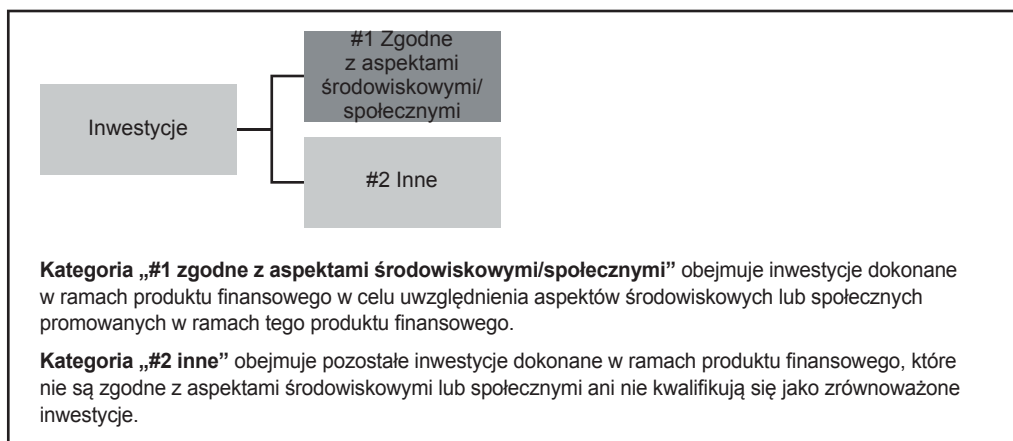 #1 Zgodne
z aspektami
środowiskowymi/
społecznymi
Inwestycje
#2 Inne
Kategoria „#1 zgodne z aspektami środowiskowymi/społecznymi” obejmuje inwestycje dokonane
w ramach produktu finansowego w celu uwzględnienia aspektów środowiskowych lub społecznych
promowanych w ramach tego produktu finansowego.
Kategoria „#2 inne” obejmuje pozostałe inwestycje dokonane w ramach produktu finansowego, które
nie są zgodne z aspektami środowiskowymi lub społecznymi ani nie kwalifikują się jako zrównoważone
inwestycje.